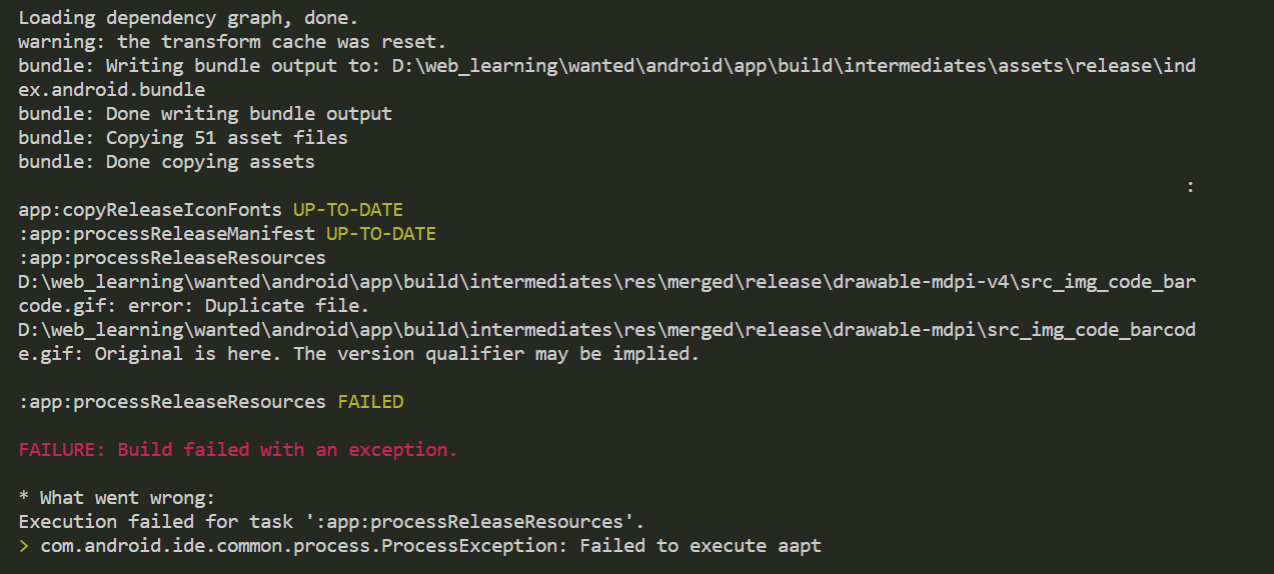 Loading dependency graph, done.
warning: the transform cache was reset.
bundle: Writing bundle output to: D:\web_learning\wanted\android\app\build\intermediates\assets\release\ind
ex.android.bundle
bundle: Done writing bundle output
bundle: Copying 51 asset files
bundle: Done copying assets
:
app:copyReleaseIconFonts UP-TO-DATE
:app:processReleaseManifest UP-TO-DATE
:app:processReleaseResources
D:\web_learning\wanted\android\app\build\intermediates\res\merged\release\drawable-mdpi-v4\src_img_code_bar
code.gif: error: Duplicate file.
D:\web_learning\wanted\android\app\build\intermediates\res\merged\release\drawable-mdpi\src_img_code_barcod
e.gif: Original is here. The version qualifier may be implied.
:app:processReleaseResources FAILED
FAILURE: Build failed with an exception.
* What went wrong:
Execution failed for task ':app:processReleaseResources'.
> com.android.ide.common.process.ProcessException: Failed to execute aapt